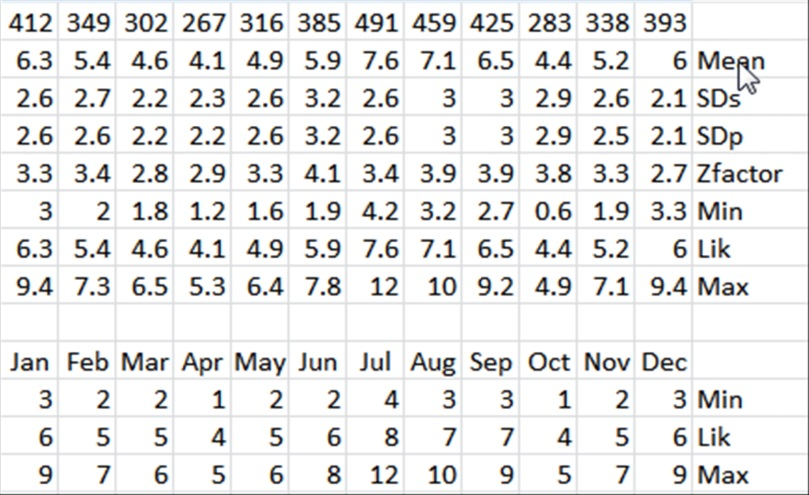 412 349 302 267 316 385 491 459 425 283 338 393
6.3 5.4 4.6 4.1 4.9 5.9 7.6 7.1 6.5 4.4 5.2 6 Mean
2.6 2.7 2.2 2.3 2.6 3.2 2.6 3 3 2.9 2.6 2.1 SDs
2.6 2.6 2.2 2.2 2.6 3.2 2.6 3 3 2.9 2.5 2.1 SDp
3.3 3.4 2.8 2.9 3.3 4.1 3.4 3.9 3.9 3.8 3.3 2.7 Zfactor
3 2 1.8 1.2 1.6 1.9 4.2 3.2 2.7 0.6 1.9 3.3 Min
6.3 5.4 4.6 4.1 4.9 5.9 7.6 7.1 6.5 4.4 5.2 6 Lik
9.4 7.3 6.5 5.3 6.4 7.8 12 10 9.2 4.9 7.1 9.4 Max
Jan Feb Mar Apr May Jun Jul Aug Sep Oct Nov Dec
3 2 2 1 2 2 4 3 3 1 2 3 Min
6 5 5 4 5 6 8 7 7 4 5 6 Lik
9 7 6 5 6 8 12 10 9 5 7 9 Max